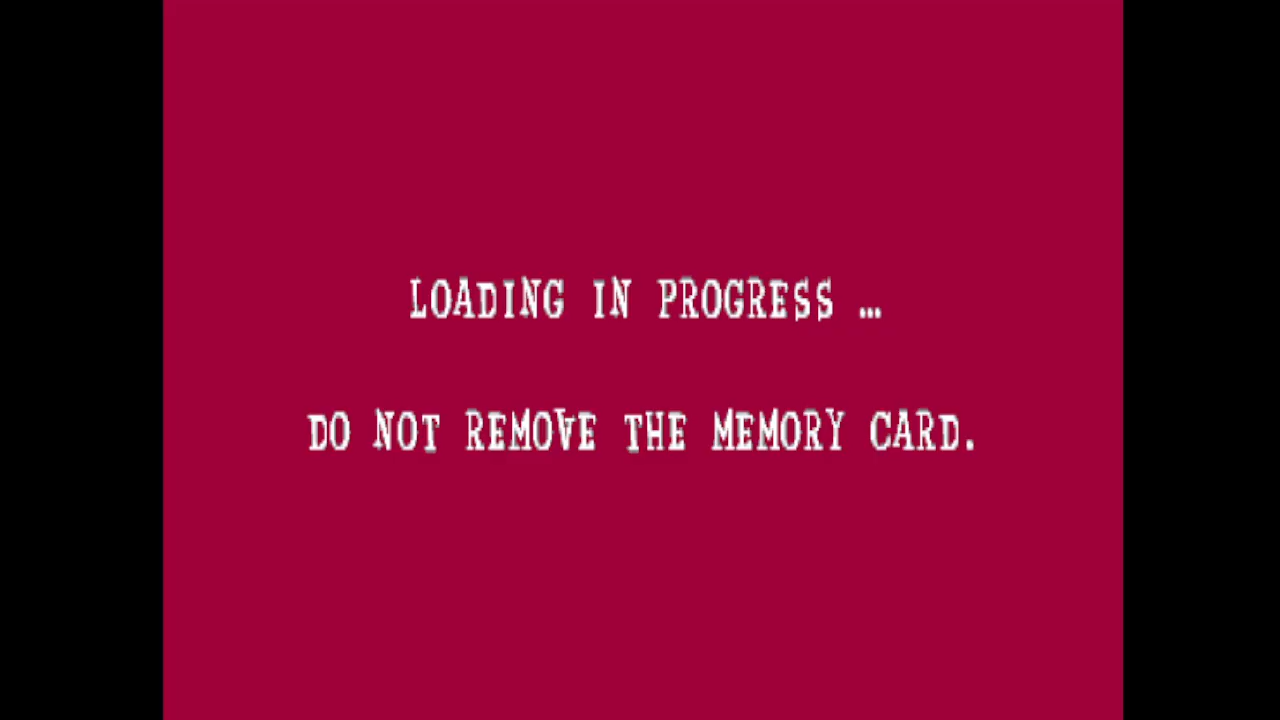 LOADING IN PROGRESS ...
DO NOT REMOVE THE MEMORY CARD.